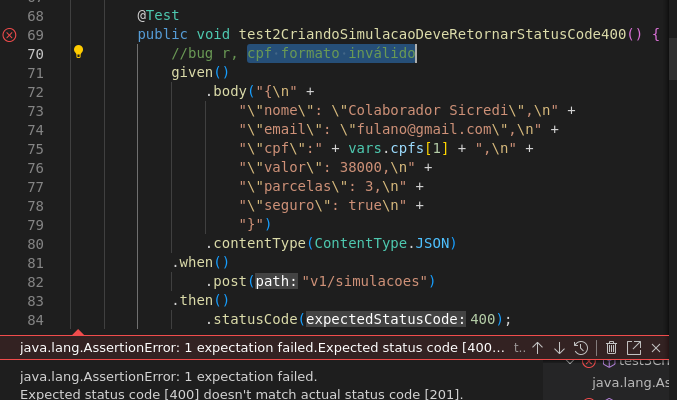 68 @Test
69 public void test2CriandoSimulacaoDeveRetornarStatusCode400() {
70 //bug r, cpf formato inválido
71 given()
72 .body("{\n" +
73 "\"nome\": \"Colaborador Sicredi\",\n" +
74 "\"email\": \"fulano@gmail.com\",\n" +
75 "\"cpf\":" + vars.cpfs[1] + ",\n" +
76 "\"valor\": 38000,\n" +
77 "\"parcelas\": 3,\n" +
78 "\"seguro\": true\n" +
79 "}")
80 .contentType(ContentType.JSON)
81 .when()
82 .post(path: "v1/simulacoes")
83 .then()
84 .statusCode(expectedStatusCode: 400);
java.lang.AssertionError: 1 expectation failed.Expected status code [400... t..
java.lang.AssertionError: 1 expectation failed.
java.lang.As
Expected status code [400] doesn't match actual status code [201].